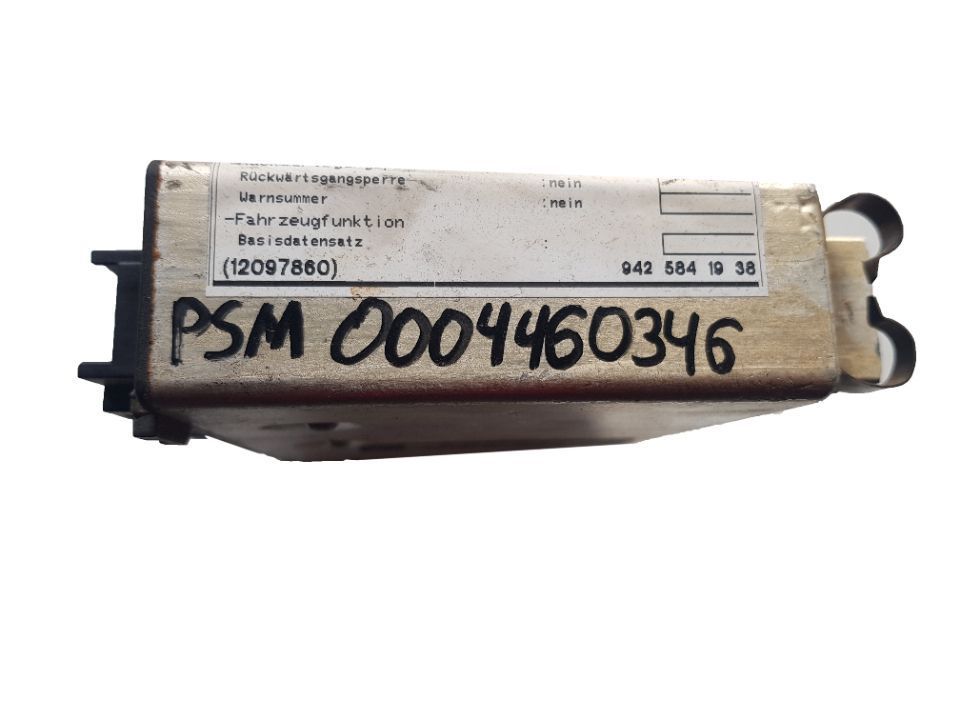 Rückwärtsgangsperre :nein
Warnsummer :nein
-Fahrzeugfunktion
Basisdatensatz
(12097860) 942 584 19 38
PSM 0004460346